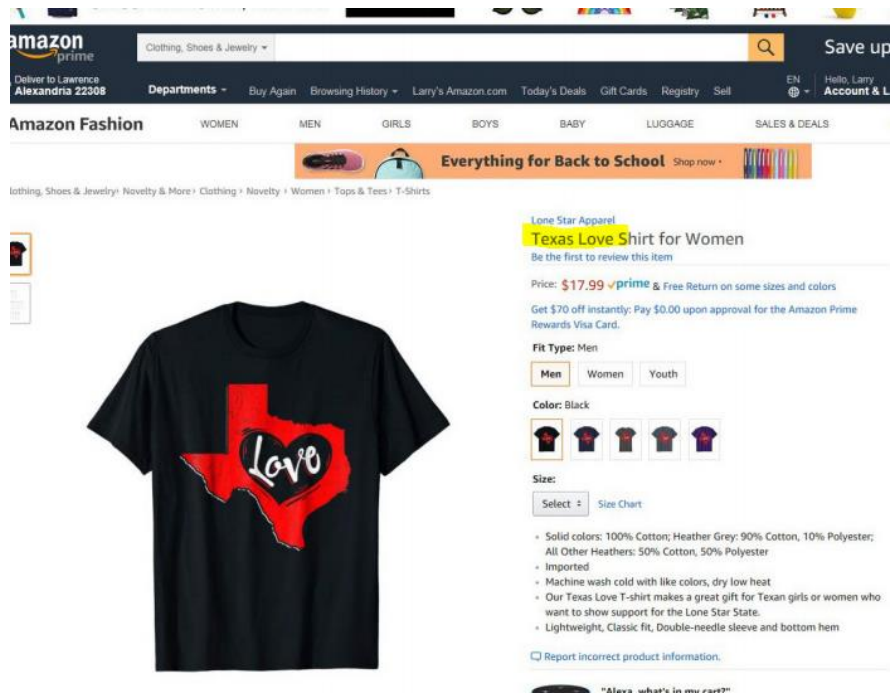 amazon
prime
Clothing, Shoes & Jewelry
Save up
Deliver to Lawrence
Alexandria 22308
Departments
Buy Again Browsing History Larry's Amazon.com Today's Deals Gift Cards Registry Sell
EN
Hello, Larry
Account & L
Amazon Fashion WOMEN MEN GIRLS BOYS BABY LUGGAGE SALES & DEALS
Everything for Back to School Shop now ›
lothing, Shoes & Jewelry › Novelty & More › Clothing › Novelty › Women › Tops & Tees › T-Shirts
Lone Star Apparel
Texas Love Shirt for Women
Be the first to review this item
Price: $17.99 prime & Free Return on some sizes and colors
Get $70 off instantly: Pay $0.00 upon approval for the Amazon Prime
Rewards Visa Card.
Fit Type: Men
Men Women Youth
Color: Black
Love
Size:
Select Size Chart
Solid colors: 100% Cotton; Heather Grey: 90% Cotton, 10% Polyester;
All Other Heathers: 50% Cotton, 50% Polyester
Imported
Machine wash cold with like colors, dry low heat
Our Texas Love T-shirt makes a great gift for Texan girls or women who
want to show support for the Lone Star State.
Lightweight, Classic fit, Double-needle sleeve and bottom hem
Report incorrect product information.
"Alexa, what's in my cart?"